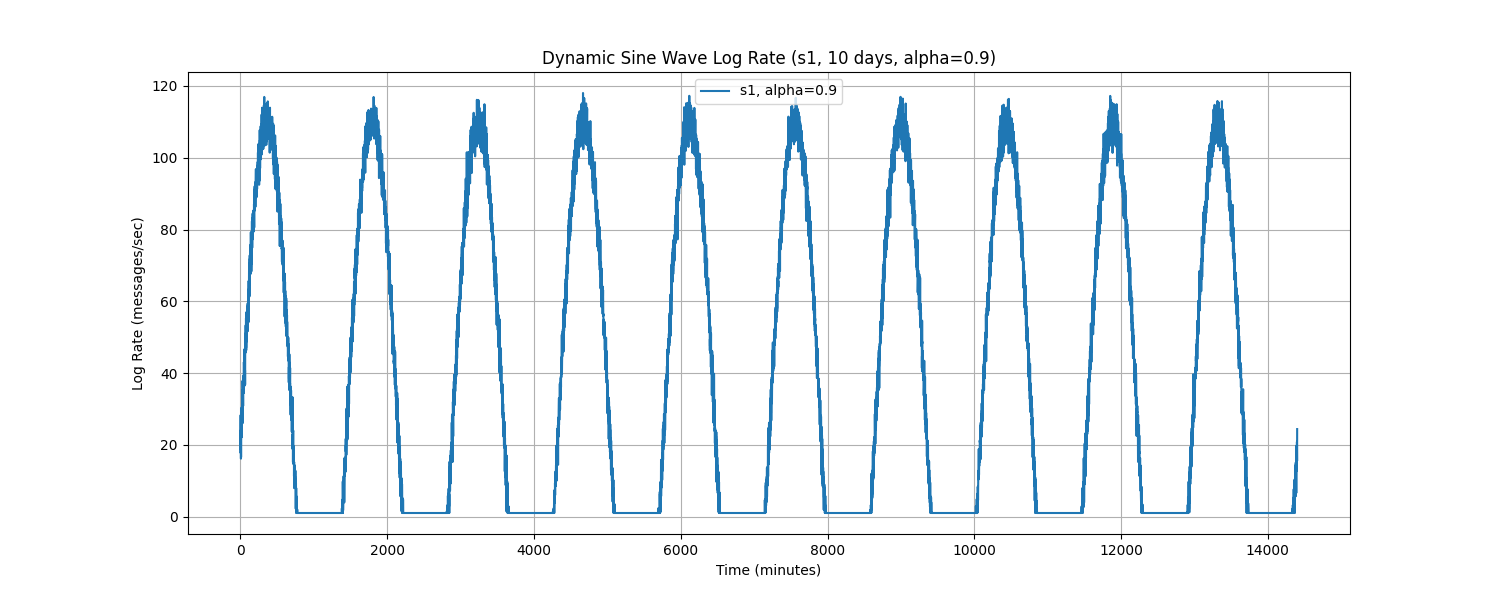 Dynamic Sine Wave Log Rate (s1, 10 days, alpha=0.9)
s1, alpha=0.9
Log Rate (messages/sec)
120
100
80
60
40
20
0
0 2000 4000 6000 8000 10000 12000 14000
Time (minutes)